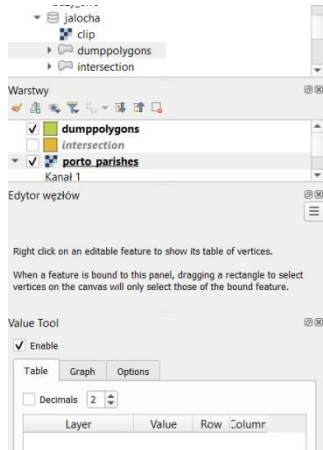 jalocha
clip
dumppolygons
intersection
Warstwy
dumppolygons
intersection
porto_parishes
Kanał 1
Edytor węzłów
Right click on an editable feature to show its table of vertices.
When a feature is bound to this panel, dragging a rectangle to select
vertices on the canvas will only select those of the bound feature.
Value Tool
Enable
Table Graph Options
Decimals 2
Layer Value Row Column